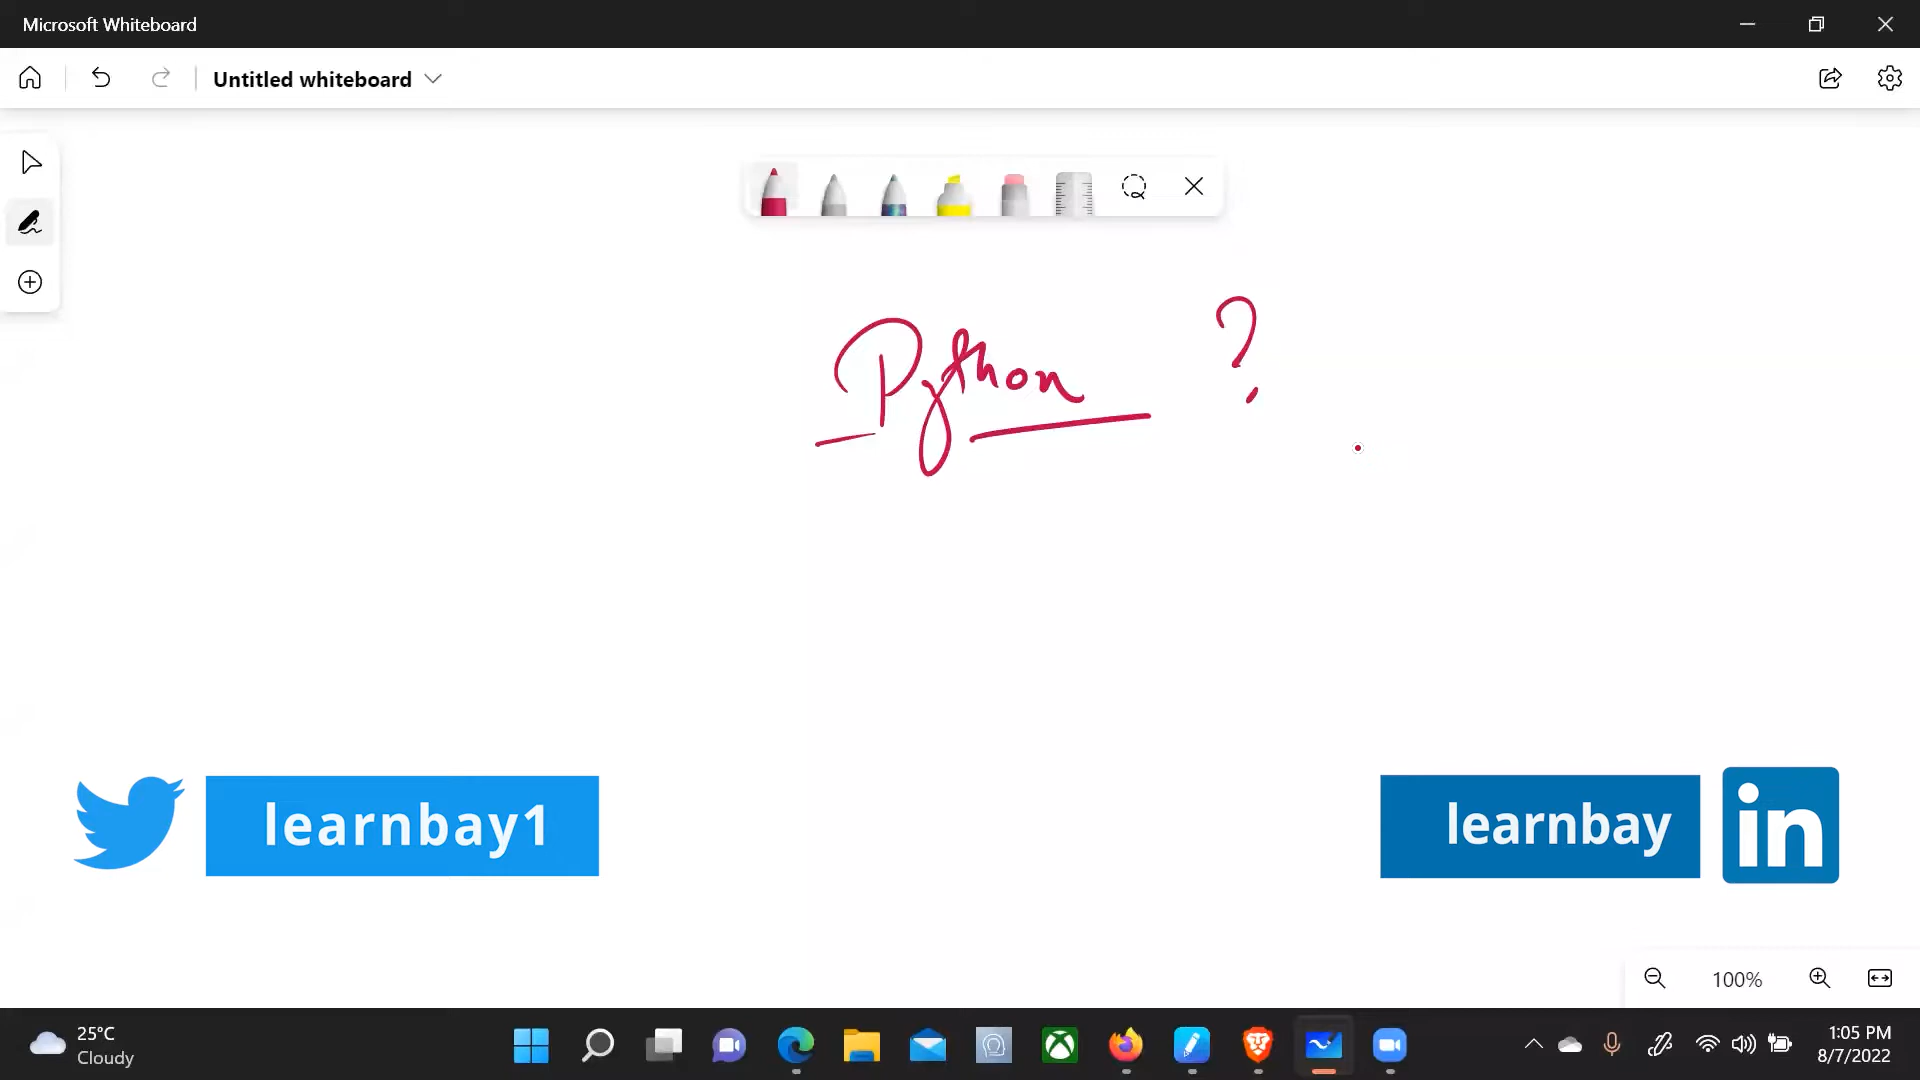 Microsoft Whiteboard
Untitled whiteboard
Python ?
learnbay1
learnbay
in
100%
25°C
Cloudy
1:05 PM
8/7/2022